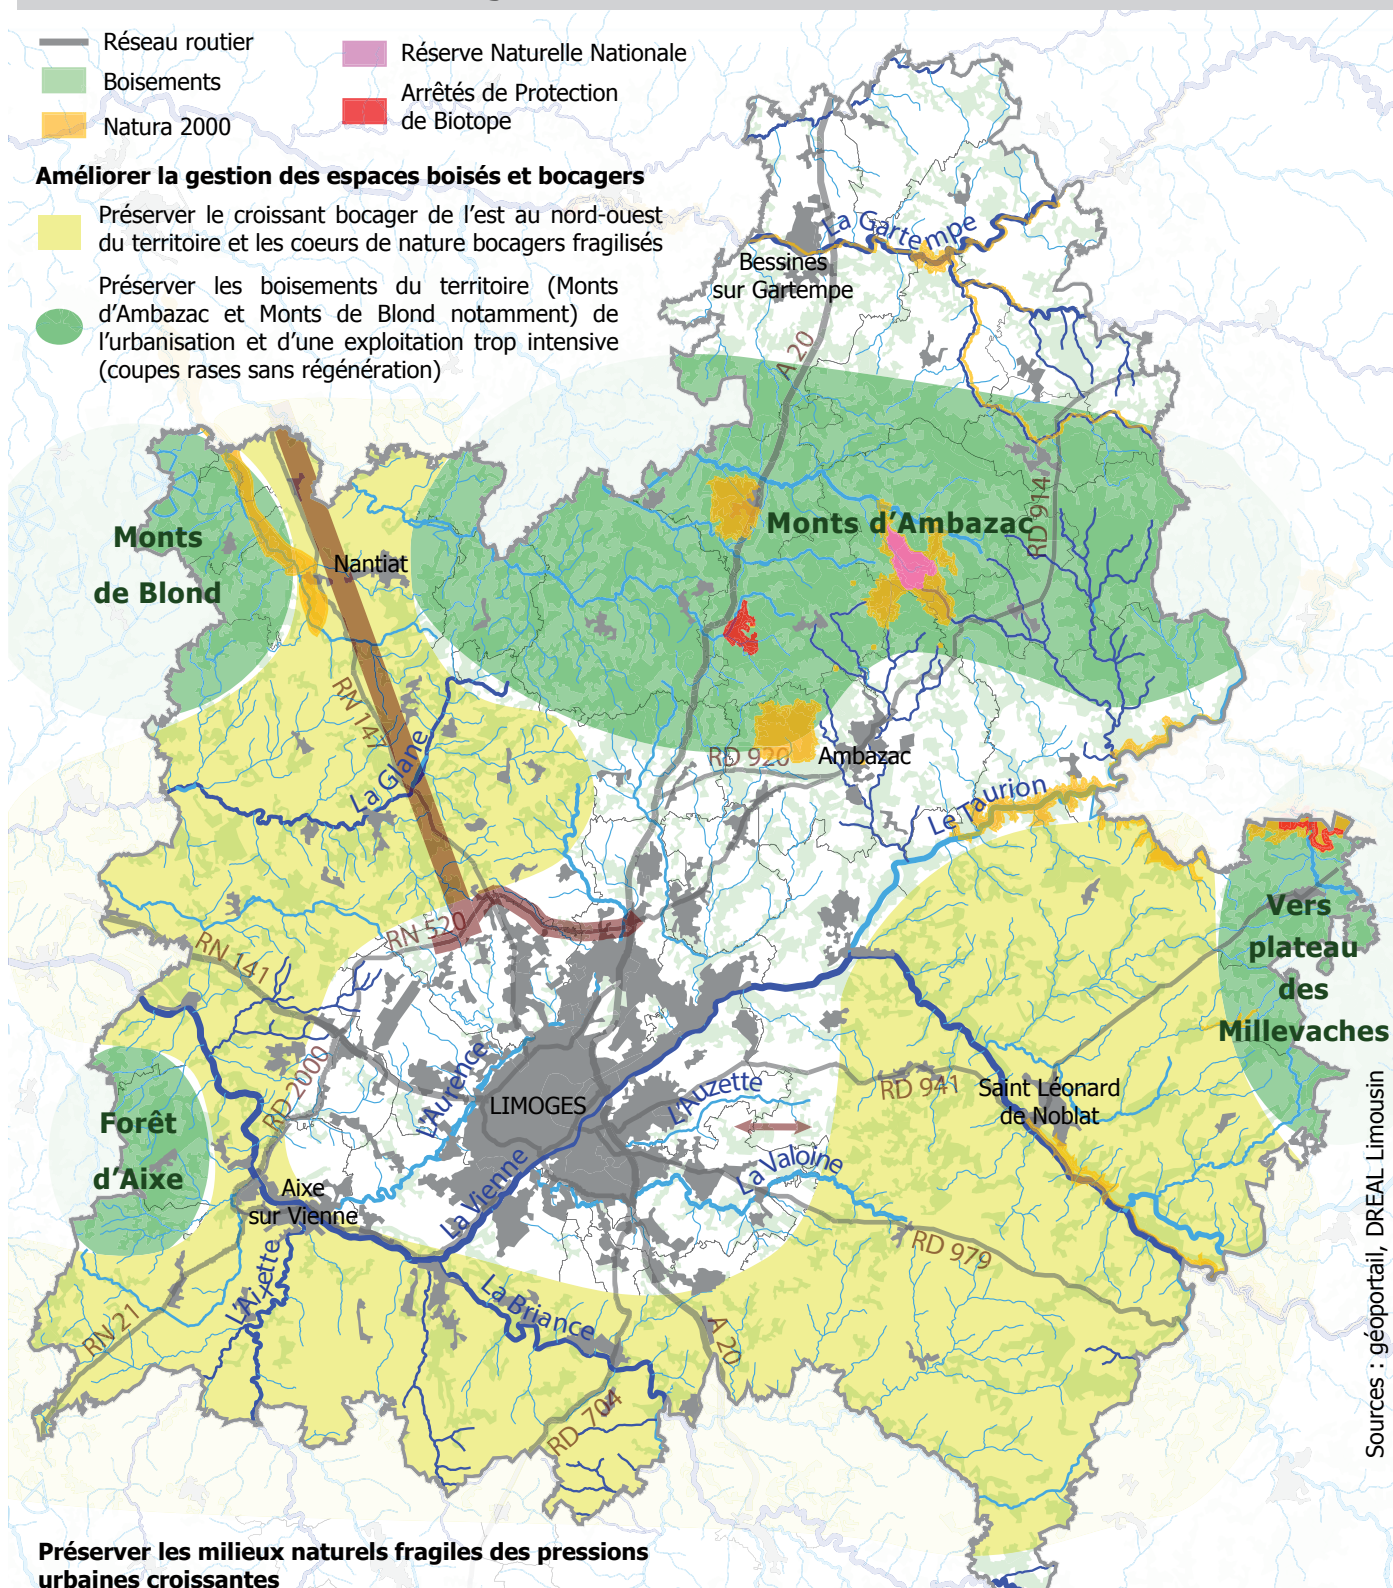 Réseau routier
Boisements
Natura 2000
Réserve Naturelle Nationale
Arrêtés de Protection
de Biotope
Améliorer la gestion des espaces boisés et bocagers
Préserver le croissant bocager de l'est au nord-ouest
du territoire et les coeurs de nature bocagers fragilisés
Préserver les boisements du territoire (Monts
d'Ambazac et Monts de Blond notamment) de
l'urbanisation et d'une exploitation trop intensive
(coupes rases sans régénération)
La Gartempe
Bessines
sur Gartempe
A 20
Monts
de Blond
Nantiat
Monts d'Ambazac
RD 914
RN 147
La Glane
RD 920
Ambazac
Le Taurion
RN 520
RN 141
Vers
plateau
des
Millevaches
RD 2000
L'Aurence
LIMOGES
L'Auzette
RD 941
Saint Léonard
de Noblat
Forêt
d'Aixe
Aixe
sur Vienne
La Vienne
La Valoine
RD 979
L'Aixette
RN 21
La Briance
A 20
RD 704
Sources : géoportail, DREAL Limousin
Préserver les milieux naturels fragiles des pressions
urbaines croissantes